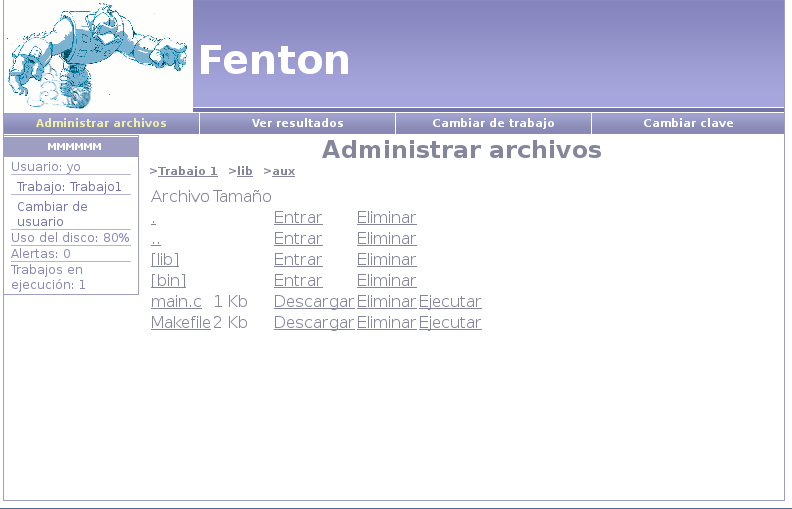 Fenton
Administrar archivos Ver resultados Cambiar de trabajo Cambiar clave
MMMMMM
Usuario: yo
Trabajo: Trabajo1
Cambiar de
usuario
Uso del disco: 80%
Alertas: 0
Trabajos en
ejecución: 1
Administrar archivos
>Trabajo 1 >lib >aux
Archivo Tamaño
. Entrar Eliminar
.. Entrar Eliminar
[lib] Entrar Eliminar
[bin] Entrar Eliminar
main.c 1 Kb Descargar Eliminar Ejecutar
Makefile 2 Kb Descargar Eliminar Ejecutar